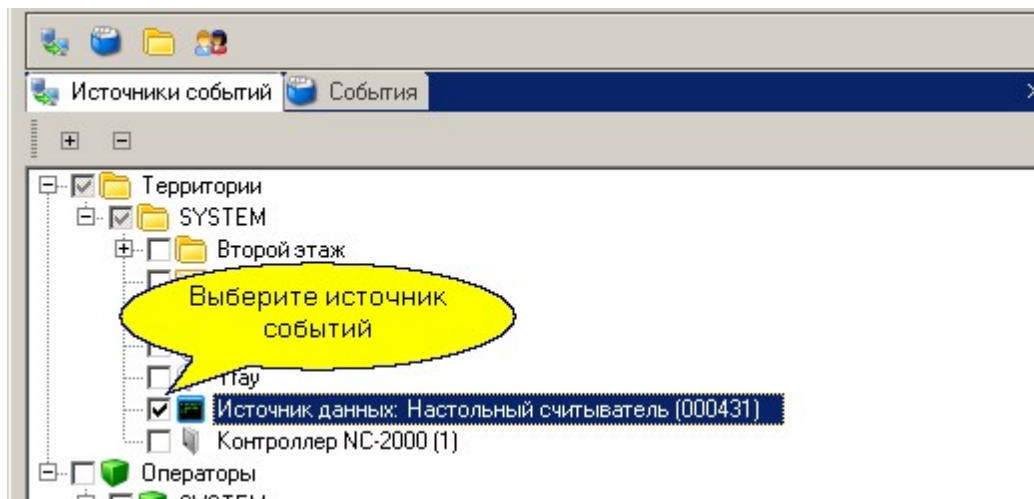 Источники событий События
Территории
SYSTEM
Второй этаж
Выберите источник
событий
Источник данных: Настольный считыватель (000431)
Контроллер NC-2000 (1)
Операторы
SYSTEM